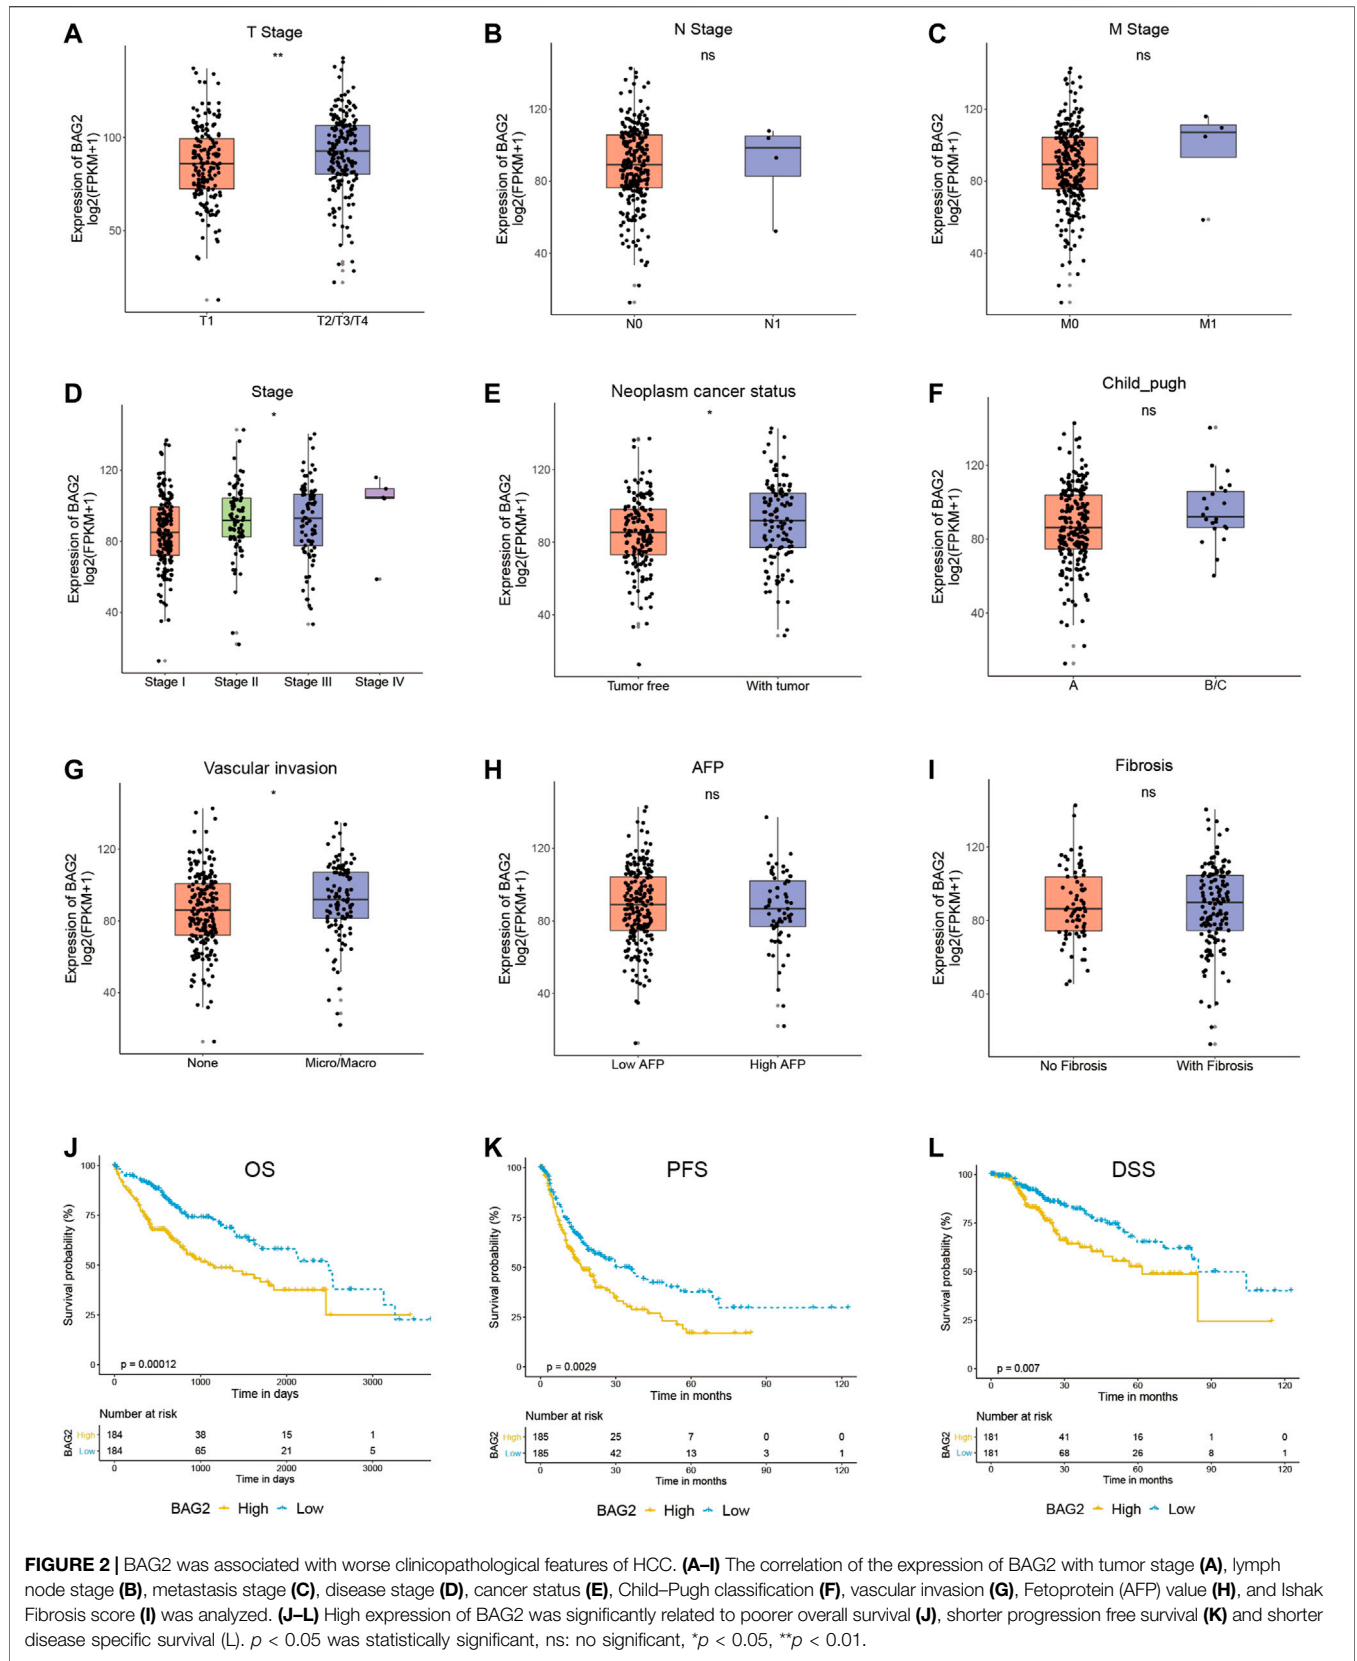 A
T Stage
**
Expression of BAG2
log2(FPKM+1)
100
50
T1
T2/T3/T4
B
N Stage
ns
Expression of BAG2
log2(FPKM+1)
120
80
40
N0
N1
C
M Stage
ns
Expression of BAG2
log2(FPKM+1)
120
80
40
M0
M1
D
Stage
*
Expression of BAG2
log2(FPKM+1)
120
80
40
Stage I
Stage II
Stage III
Stage IV
E
Neoplasm cancer status
*
Expression of BAG2
log2(FPKM+1)
120
80
40
Tumor free
With tumor
F
Child_pugh
ns
Expression of BAG2
log2(FPKM+1)
120
80
40
A
B/C
G
Vascular invasion
*
Expression of BAG2
log2(FPKM+1)
120
80
40
None
Micro/Macro
H
AFP
ns
Expression of BAG2
log2(FPKM+1)
120
80
40
Low AFP
High AFP
I
Fibrosis
ns
Expression of BAG2
log2(FPKM+1)
120
80
40
No Fibrosis
With Fibrosis
J
OS
Survival probability (%)
100
75
50
25
0
p = 0.00012
0 1000 2000 3000
Time in days
Number at risk
BAG2
High 184 38 15 1
Low 184 65 21 5
0 1000 2000 3000
Time in days
BAG2 High Low
K
PFS
Survival probability (%)
100
75
50
25
0
p = 0.0029
0 30 60 90 120
Time in months
Number at risk
BAG2
High 185 25 7 0 0
Low 185 42 13 3 1
0 30 60 90 120
Time in months
BAG2 High Low
L
DSS
Survival probability (%)
100
75
50
25
0
p = 0.007
0 30 60 90 120
Time in months
Number at risk
BAG2
High 181 41 16 1 0
Low 181 68 26 8 1
0 30 60 90 120
Time in months
BAG2 High Low
FIGURE 2 | BAG2 was associated with worse clinicopathological features of HCC. (A–I) The correlation of the expression of BAG2 with tumor stage (A), lymph
node stage (B), metastasis stage (C), disease stage (D), cancer status (E), Child–Pugh classification (F), vascular invasion (G), Fetoprotein (AFP) value (H), and Ishak
Fibrosis score (I) was analyzed. (J–L) High expression of BAG2 was significantly related to poorer overall survival (J), shorter progression free survival (K) and shorter
disease specific survival (L). p < 0.05 was statistically significant, ns: no significant, *p < 0.05, **p < 0.01.